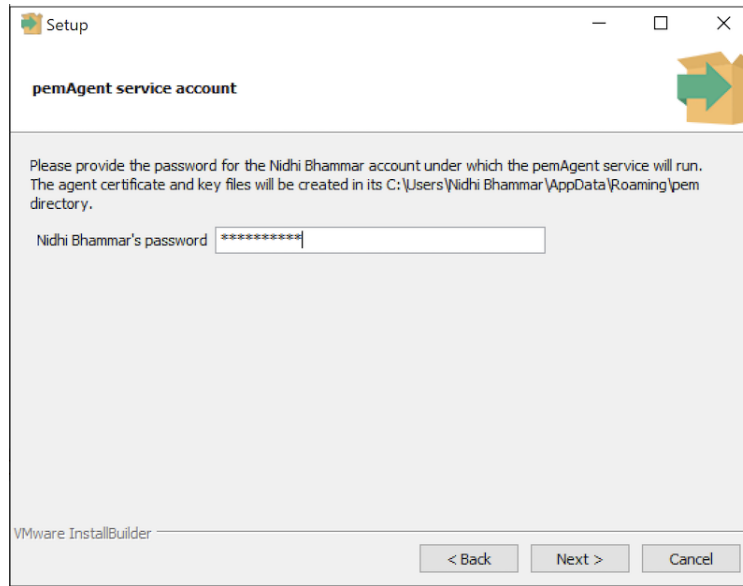 Setup
pemAgent service account
Please provide the password for the Nidhi Bhammar account under which the pemAgent service will run.
The agent certificate and key files will be created in its C:\Users\Nidhi Bhammar\AppData\Roaming\pem
directory.
Nidhi Bhammar's password **********
VMware InstallBuilder
< Back Next > Cancel